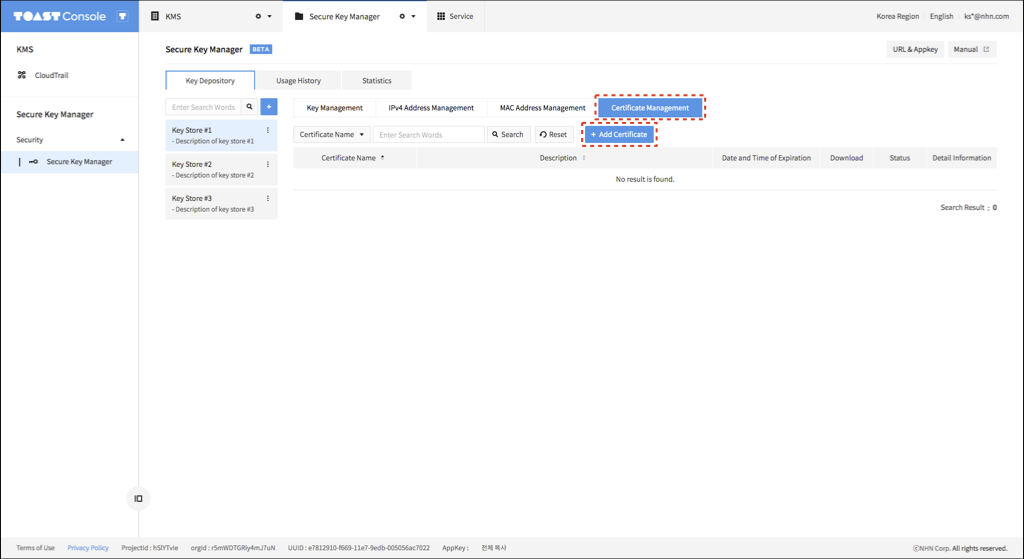 TOAST Console
KMS
Secure Key Manager
Service
Korea Region
English
ks*@nhn.com
KMS
CloudTrail
Secure Key Manager
Security
Secure Key Manager
Secure Key Manager BETA
URL & Appkey
Manual
Key Depository
Usage History
Statistics
Enter Search Words
+
Key Store #1
- Description of key store #1
Key Store #2
- Description of key store #2
Key Store #3
- Description of key store #3
Key Management
IPv4 Address Management
MAC Address Management
Certificate Management
Certificate Name
Enter Search Words
Search
Reset
+ Add Certificate
Certificate Name
Description
Date and Time of Expiration
Download
Status
Detail Information
No result is found.
Search Result : 0
Terms of Use
Privacy Policy
ProjectId : hSIYTvIe
orgId : r5mWDTGRiy4mJ7uN
UUID : e7812910-f669-11e7-9edb-005056ac7022
AppKey :
전체 복사
ⓒNHN Corp. All rights reserved.